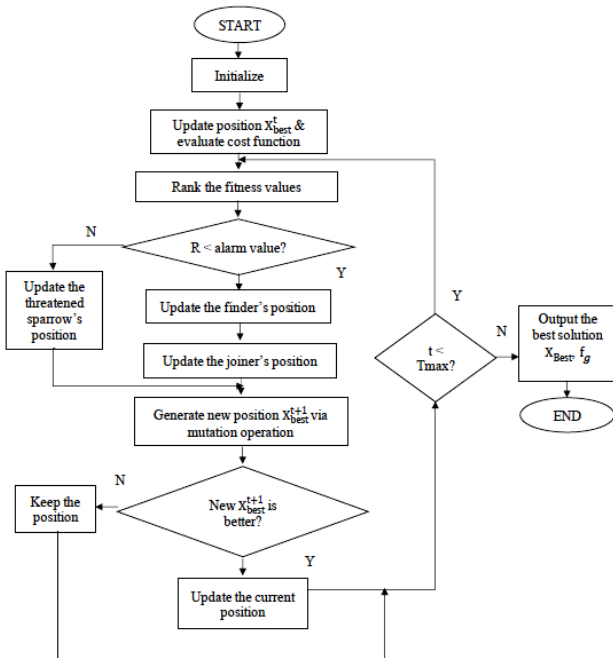 START
Initialize
Update position X^t_best &
evaluate cost function
Rank the fitness values
N
R < alarm value?
Y
Update the
threatened
sparrow's
position
Update the finder's position
Update the joiner's position
Generate new position X^{t+1}_best via
mutation operation
N
Keep the
position
New X^{t+1}_best is
better?
Y
Update the current
position
Y
t <
Tmax?
N
Output the
best solution
X_Best, f_g
END